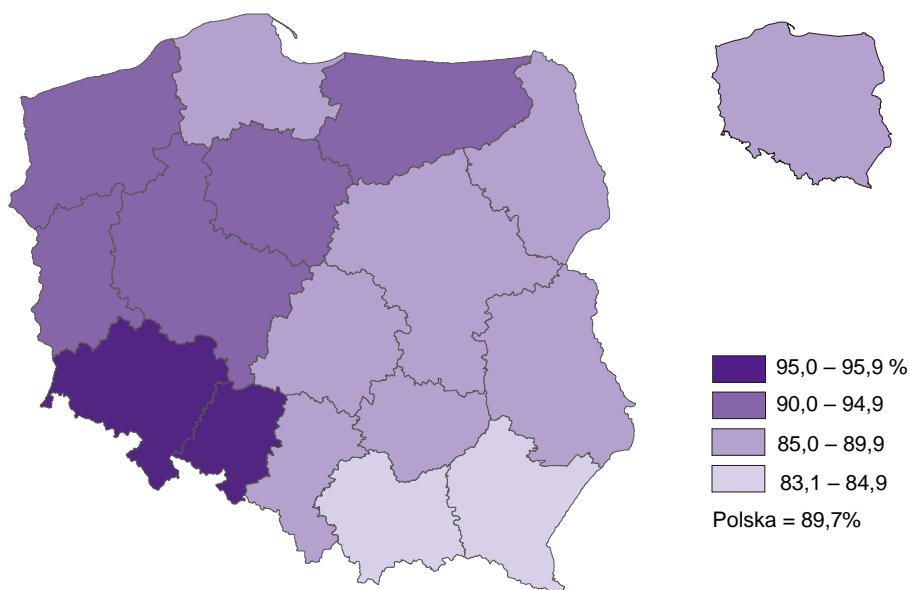 95,0 – 95,9 %
90,0 – 94,9
85,0 – 89,9
83,1 – 84,9
Polska = 89,7%